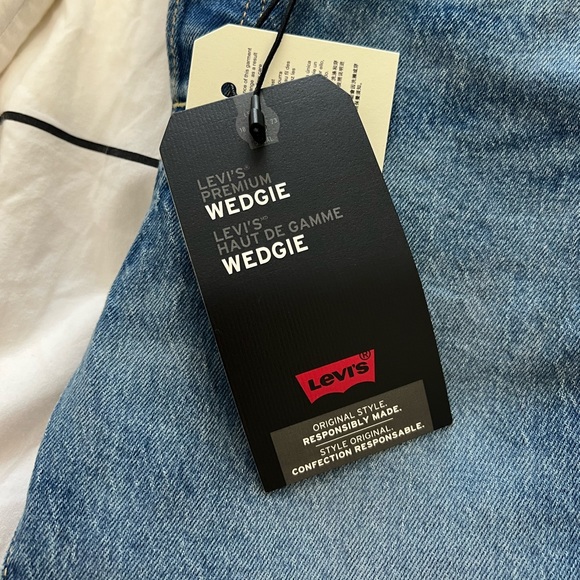 LEVI'S®
PREMIUM
WEDGIE
LEVI'S
HAUT DE GAMME
WEDGIE
Levi's®
ORIGINAL STYLE.
RESPONSIBLY MADE.
STYLE ORIGINAL.
CONFECTION RESPONSABLE.